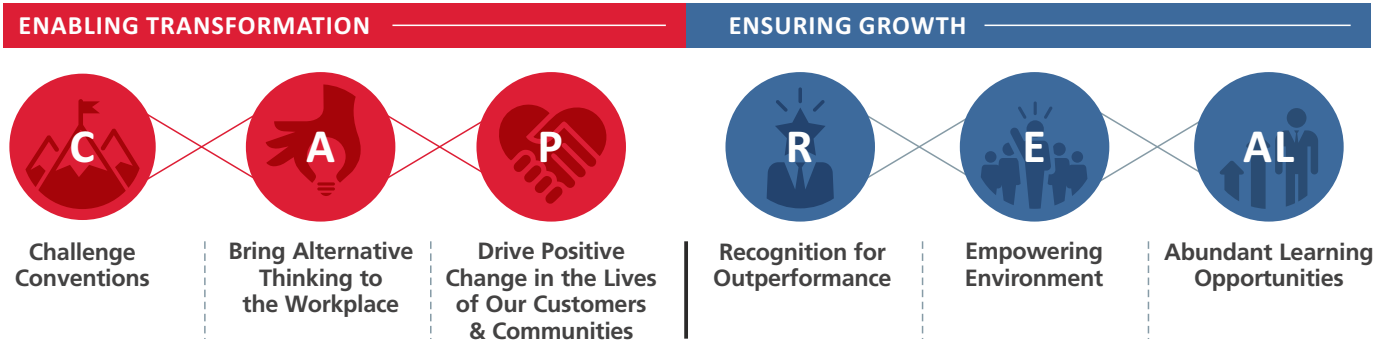 ENABLING TRANSFORMATION
ENSURING GROWTH
C
A
P
R
E
AL
Challenge
Conventions
Bring Alternative
Thinking to
the Workplace
Drive Positive
Change in the Lives
of Our Customers
& Communities
Recognition for
Outperformance
Empowering
Environment
Abundant Learning
Opportunities